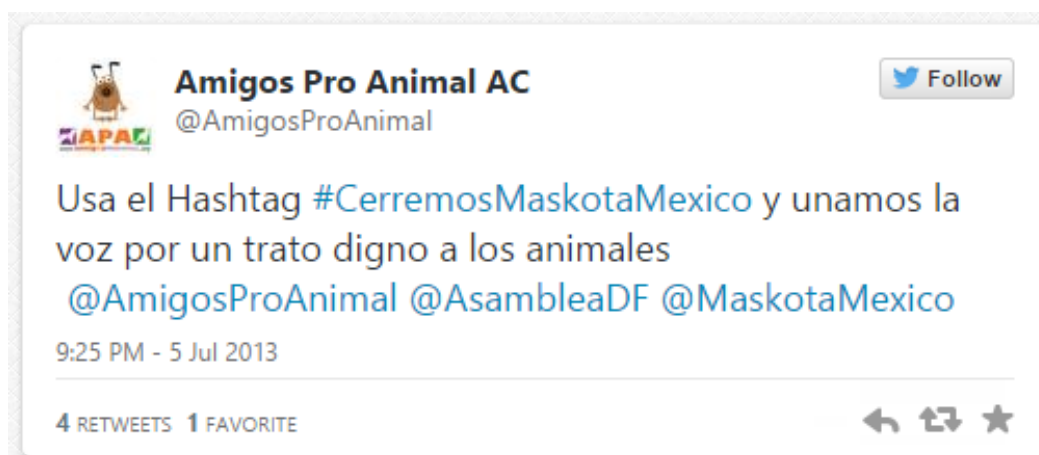 Amigos Pro Animal AC
Follow
@AmigosProAnimal
APA
Usa el Hashtag #CerremosMaskotaMexico y unamos la
voz por un trato digno a los animales
@AmigosProAnimal @AsambleaDF @MaskotaMexico
9:25 PM - 5 Jul 2013
4 RETWEETS 1 FAVORITE